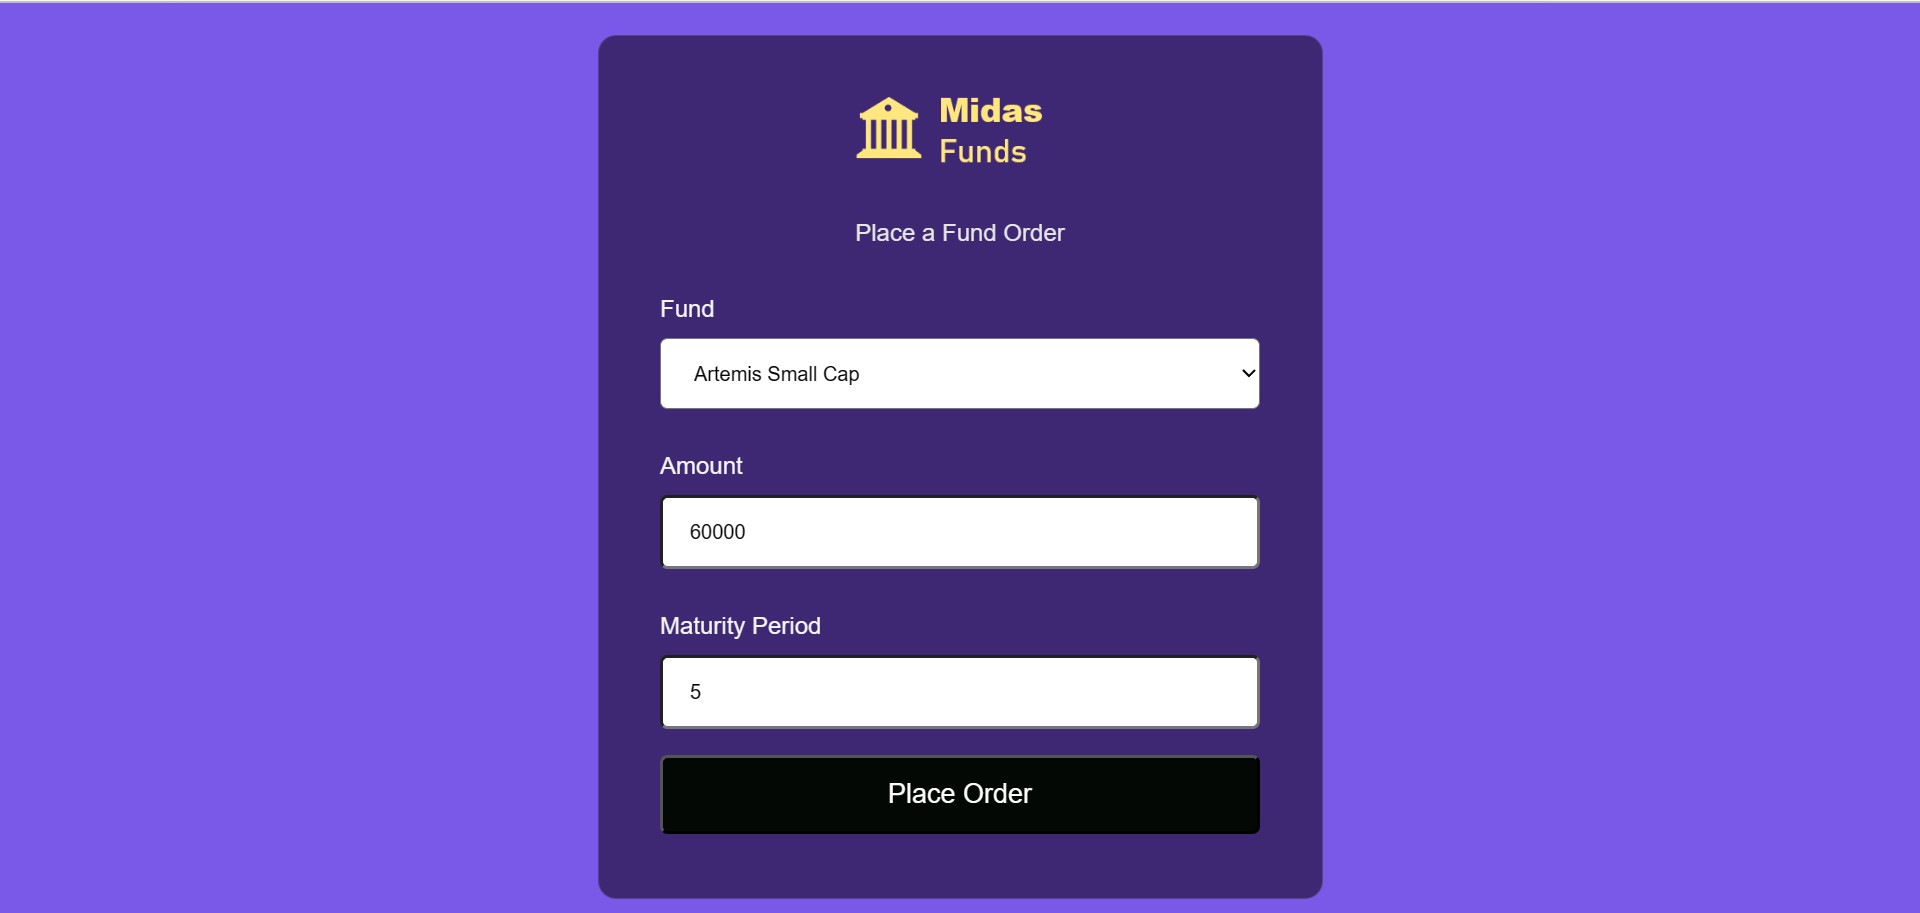 Midas
Funds
Place a Fund Order
Fund
Artemis Small Cap
Amount
60000
Maturity Period
5
Place Order